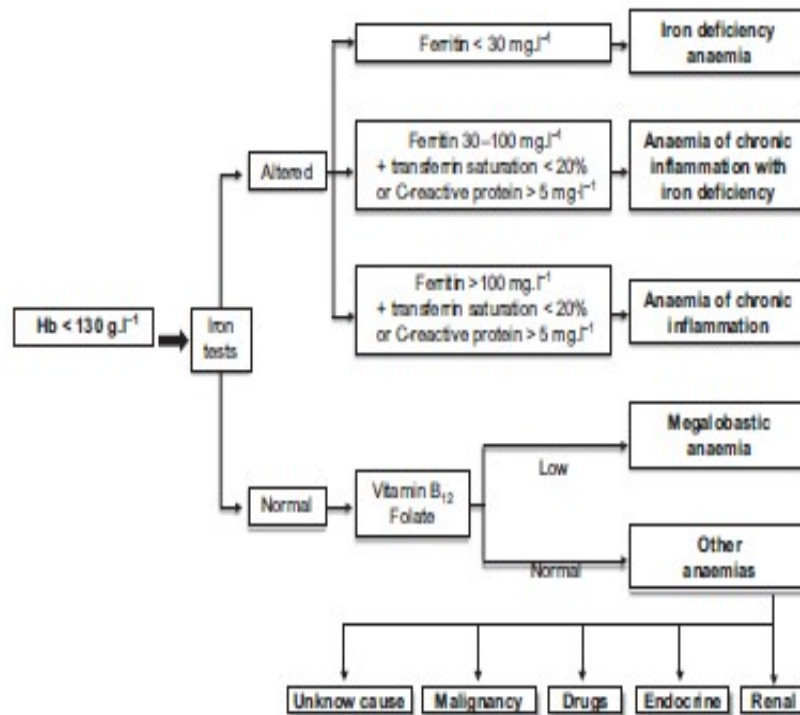 Ferritin < 30 mg.l⁻¹
Iron deficiency
anaemia
Altered
Ferritin 30–100 mg.l⁻¹
+ transferrin saturation < 20%
or C-reactive protein > 5 mg·l⁻¹
Anaemia of chronic
inflammation with
iron deficiency
Ferritin >100 mg.l⁻¹
+ transferrin saturation < 20%
or C-reactive protein > 5 mg.l⁻¹
Anaemia of chronic
inflammation
Hb < 130 g.l⁻¹
Iron
tests
Normal
Vitamin B₁₂
Folate
Low
Megalobastic
anaemia
Normal
Other
anaemias
Unknow cause
Malignancy
Drugs
Endocrine
Renal